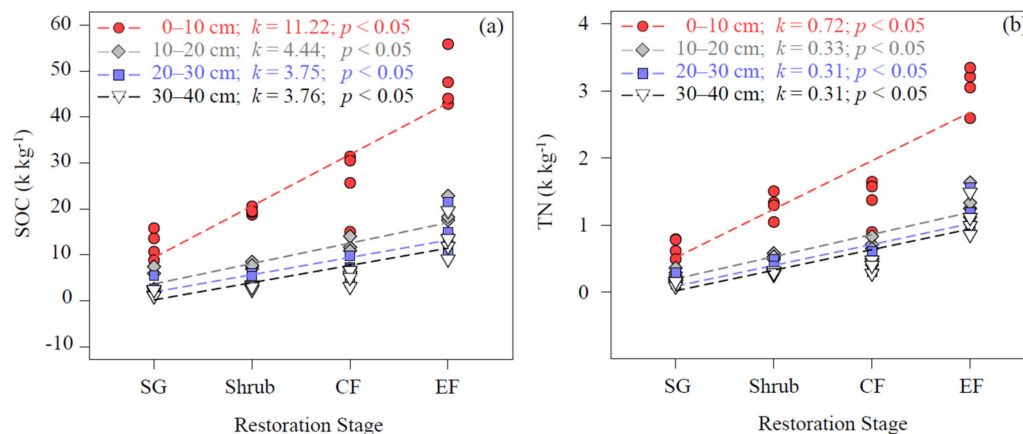 (a)
0–10 cm; k = 11.22; p < 0.05
10–20 cm; k = 4.44; p < 0.05
20–30 cm; k = 3.75; p < 0.05
30–40 cm; k = 3.76; p < 0.05
SOC (k kg-1)
60
50
40
30
20
10
0
-10
SG Shrub CF EF
Restoration Stage
(b)
0–10 cm; k = 0.72; p < 0.05
10–20 cm; k = 0.33; p < 0.05
20–30 cm; k = 0.31; p < 0.05
30–40 cm; k = 0.31; p < 0.05
TN (k kg-1)
4
3
2
1
0
SG Shrub CF EF
Restoration Stage